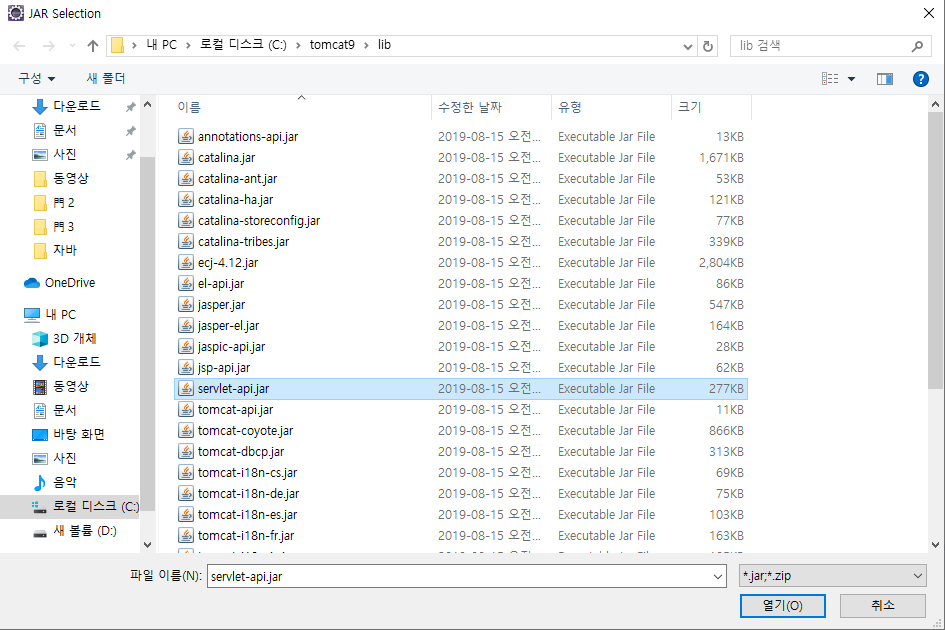 JAR Selection
내 PC > 로컬 디스크 (C:) > tomcat9 > lib
lib 검색
구성 새 폴더
이름 수정한 날짜 유형 크기
다운로드
문서
사진
동영상
門 2
門 3
자바
OneDrive
내 PC
3D 개체
다운로드
동영상
문서
바탕 화면
사진
음악
로컬 디스크 (C:)
새 볼륨 (D:)
annotations-api.jar 2019-08-15 오전... Executable Jar File 13KB
catalina.jar 2019-08-15 오전... Executable Jar File 1,671KB
catalina-ant.jar 2019-08-15 오전... Executable Jar File 53KB
catalina-ha.jar 2019-08-15 오전... Executable Jar File 121KB
catalina-storeconfig.jar 2019-08-15 오전... Executable Jar File 77KB
catalina-tribes.jar 2019-08-15 오전... Executable Jar File 339KB
ecj-4.12.jar 2019-08-15 오전... Executable Jar File 2,804KB
el-api.jar 2019-08-15 오전... Executable Jar File 86KB
jasper.jar 2019-08-15 오전... Executable Jar File 547KB
jasper-el.jar 2019-08-15 오전... Executable Jar File 164KB
jaspic-api.jar 2019-08-15 오전... Executable Jar File 28KB
jsp-api.jar 2019-08-15 오전... Executable Jar File 62KB
servlet-api.jar 2019-08-15 오전... Executable Jar File 277KB
tomcat-api.jar 2019-08-15 오전... Executable Jar File 11KB
tomcat-coyote.jar 2019-08-15 오전... Executable Jar File 866KB
tomcat-dbcp.jar 2019-08-15 오전... Executable Jar File 313KB
tomcat-i18n-cs.jar 2019-08-15 오전... Executable Jar File 69KB
tomcat-i18n-de.jar 2019-08-15 오전... Executable Jar File 75KB
tomcat-i18n-es.jar 2019-08-15 오전... Executable Jar File 103KB
tomcat-i18n-fr.jar 2019-08-15 오전... Executable Jar File 163KB
파일 이름(N): servlet-api.jar *.jar;*.zip
열기(O) 취소